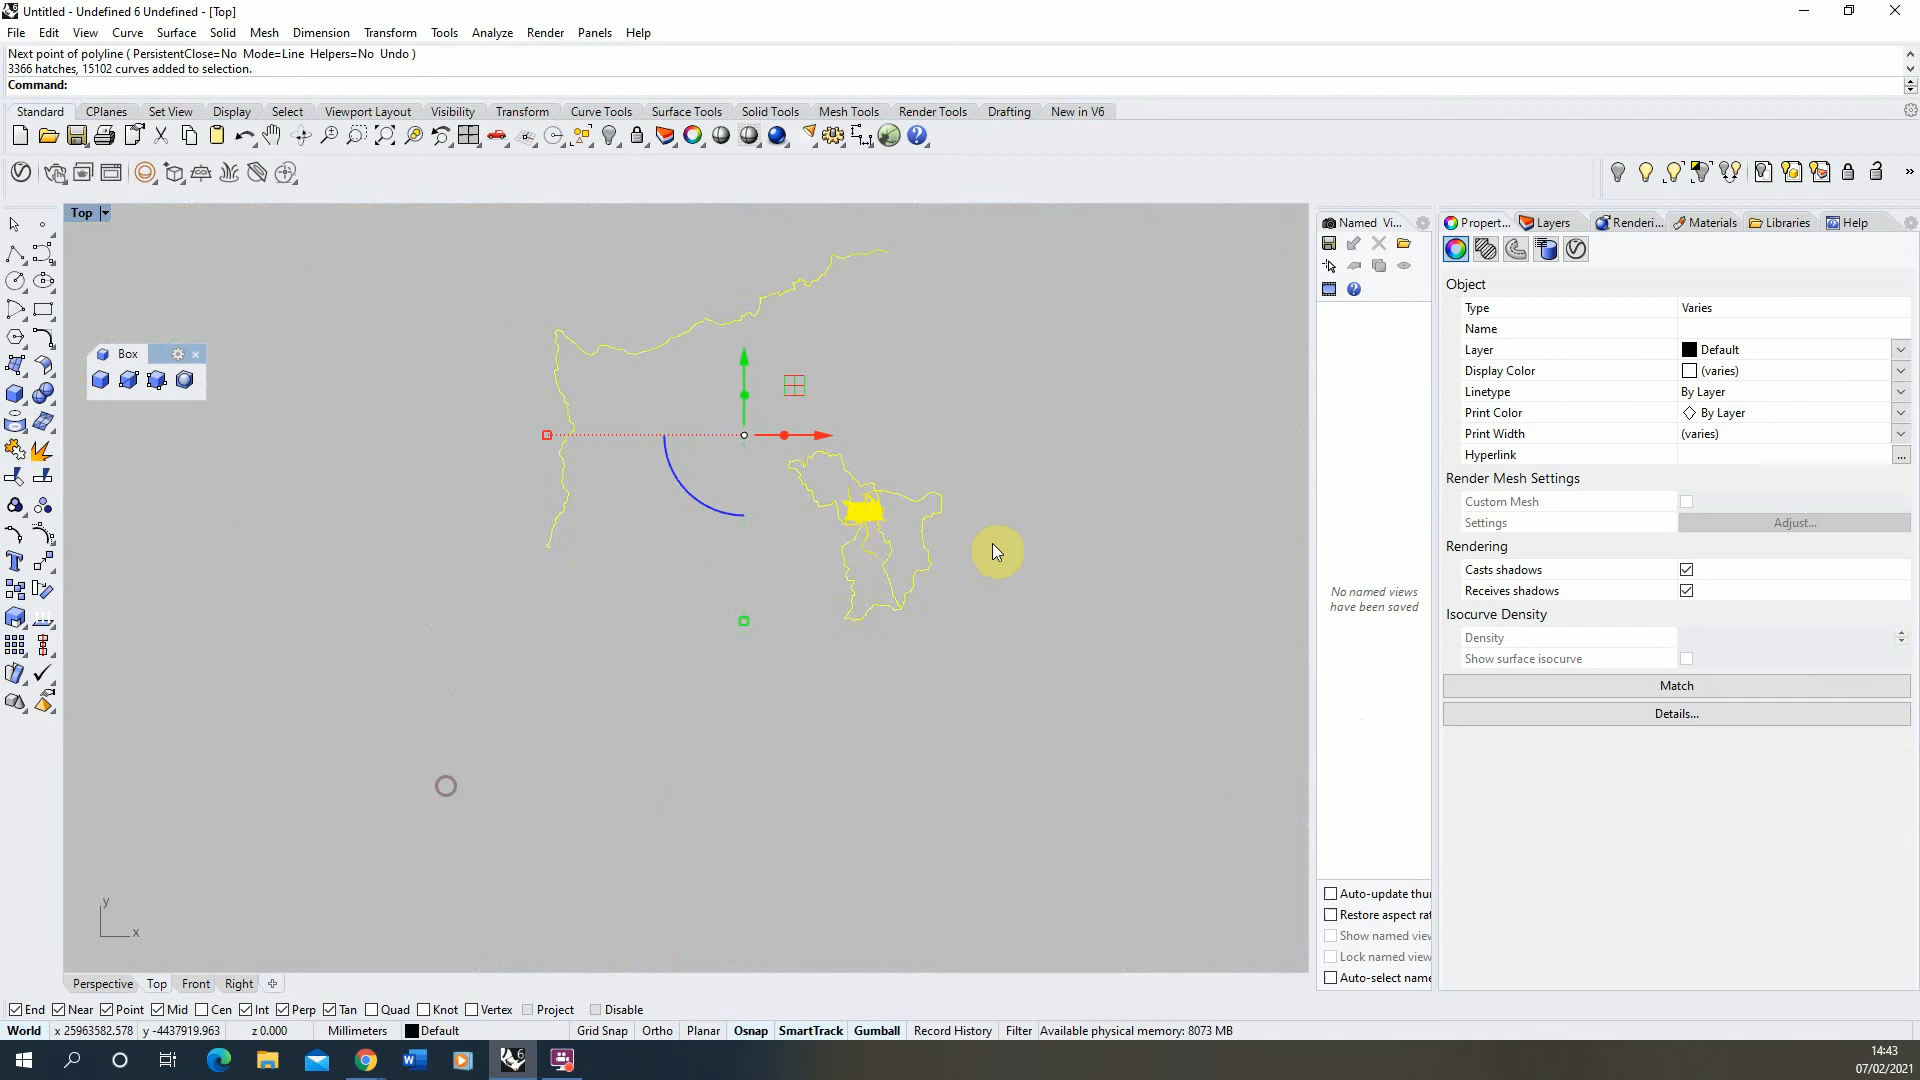 Untitled - Undefined 6 Undefined - [Top]
File Edit View Curve Surface Solid Mesh Dimension Transform Tools Analyze Render Panels Help
Next point of polyline ( PersistentClose=No Mode=Line Helpers=No Undo )
3366 hatches, 15102 curves added to selection.
Command:
Standard CPlanes Set View Display Select Viewport Layout Visibility Transform Curve Tools Surface Tools Solid Tools Mesh Tools Render Tools Drafting New in V6
Top
Named Vi... Propert... Layers Renderi... Materials Libraries Help
Box
Object
Type Varies
Name
Layer Default
Display Color (varies)
Linetype By Layer
Print Color By Layer
Print Width (varies)
Hyperlink ...
Render Mesh Settings
Custom Mesh
Settings Adjust...
Rendering
Casts shadows
Receives shadows
Isocurve Density
Density
Show surface isocurve
Match
Details...
No named views
have been saved
Auto-update thur
Restore aspect rat
Show named view
Lock named view
Auto-select name
y
x
Perspective Top Front Right
End Near Point Mid Cen Int Perp Tan Quad Knot Vertex Project Disable
World x 25963582.578 y -4437919.963 z 0.000 Millimeters Default Grid Snap Ortho Planar Osnap SmartTrack Gumball Record History Filter Available physical memory: 8073 MB
14:43
07/02/2021